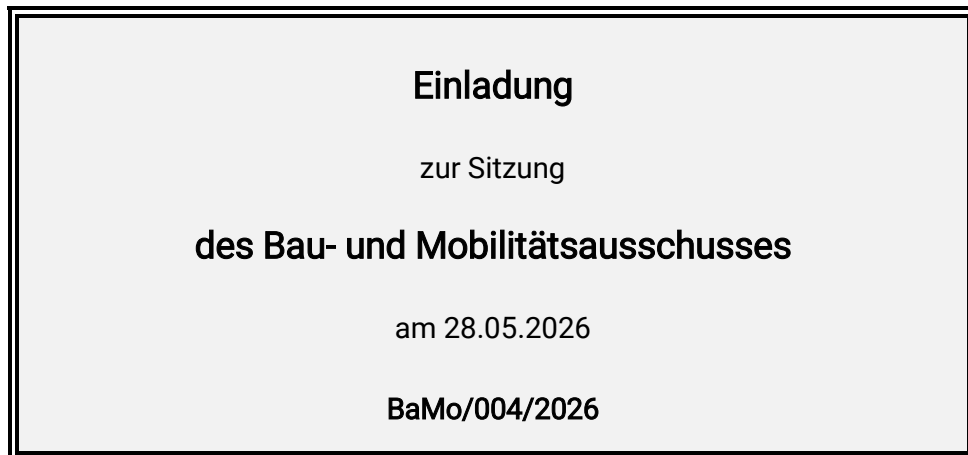 Einladung
zur Sitzung
des Bau- und Mobilitätsausschusses
am 28.05.2026
BaMo/004/2026